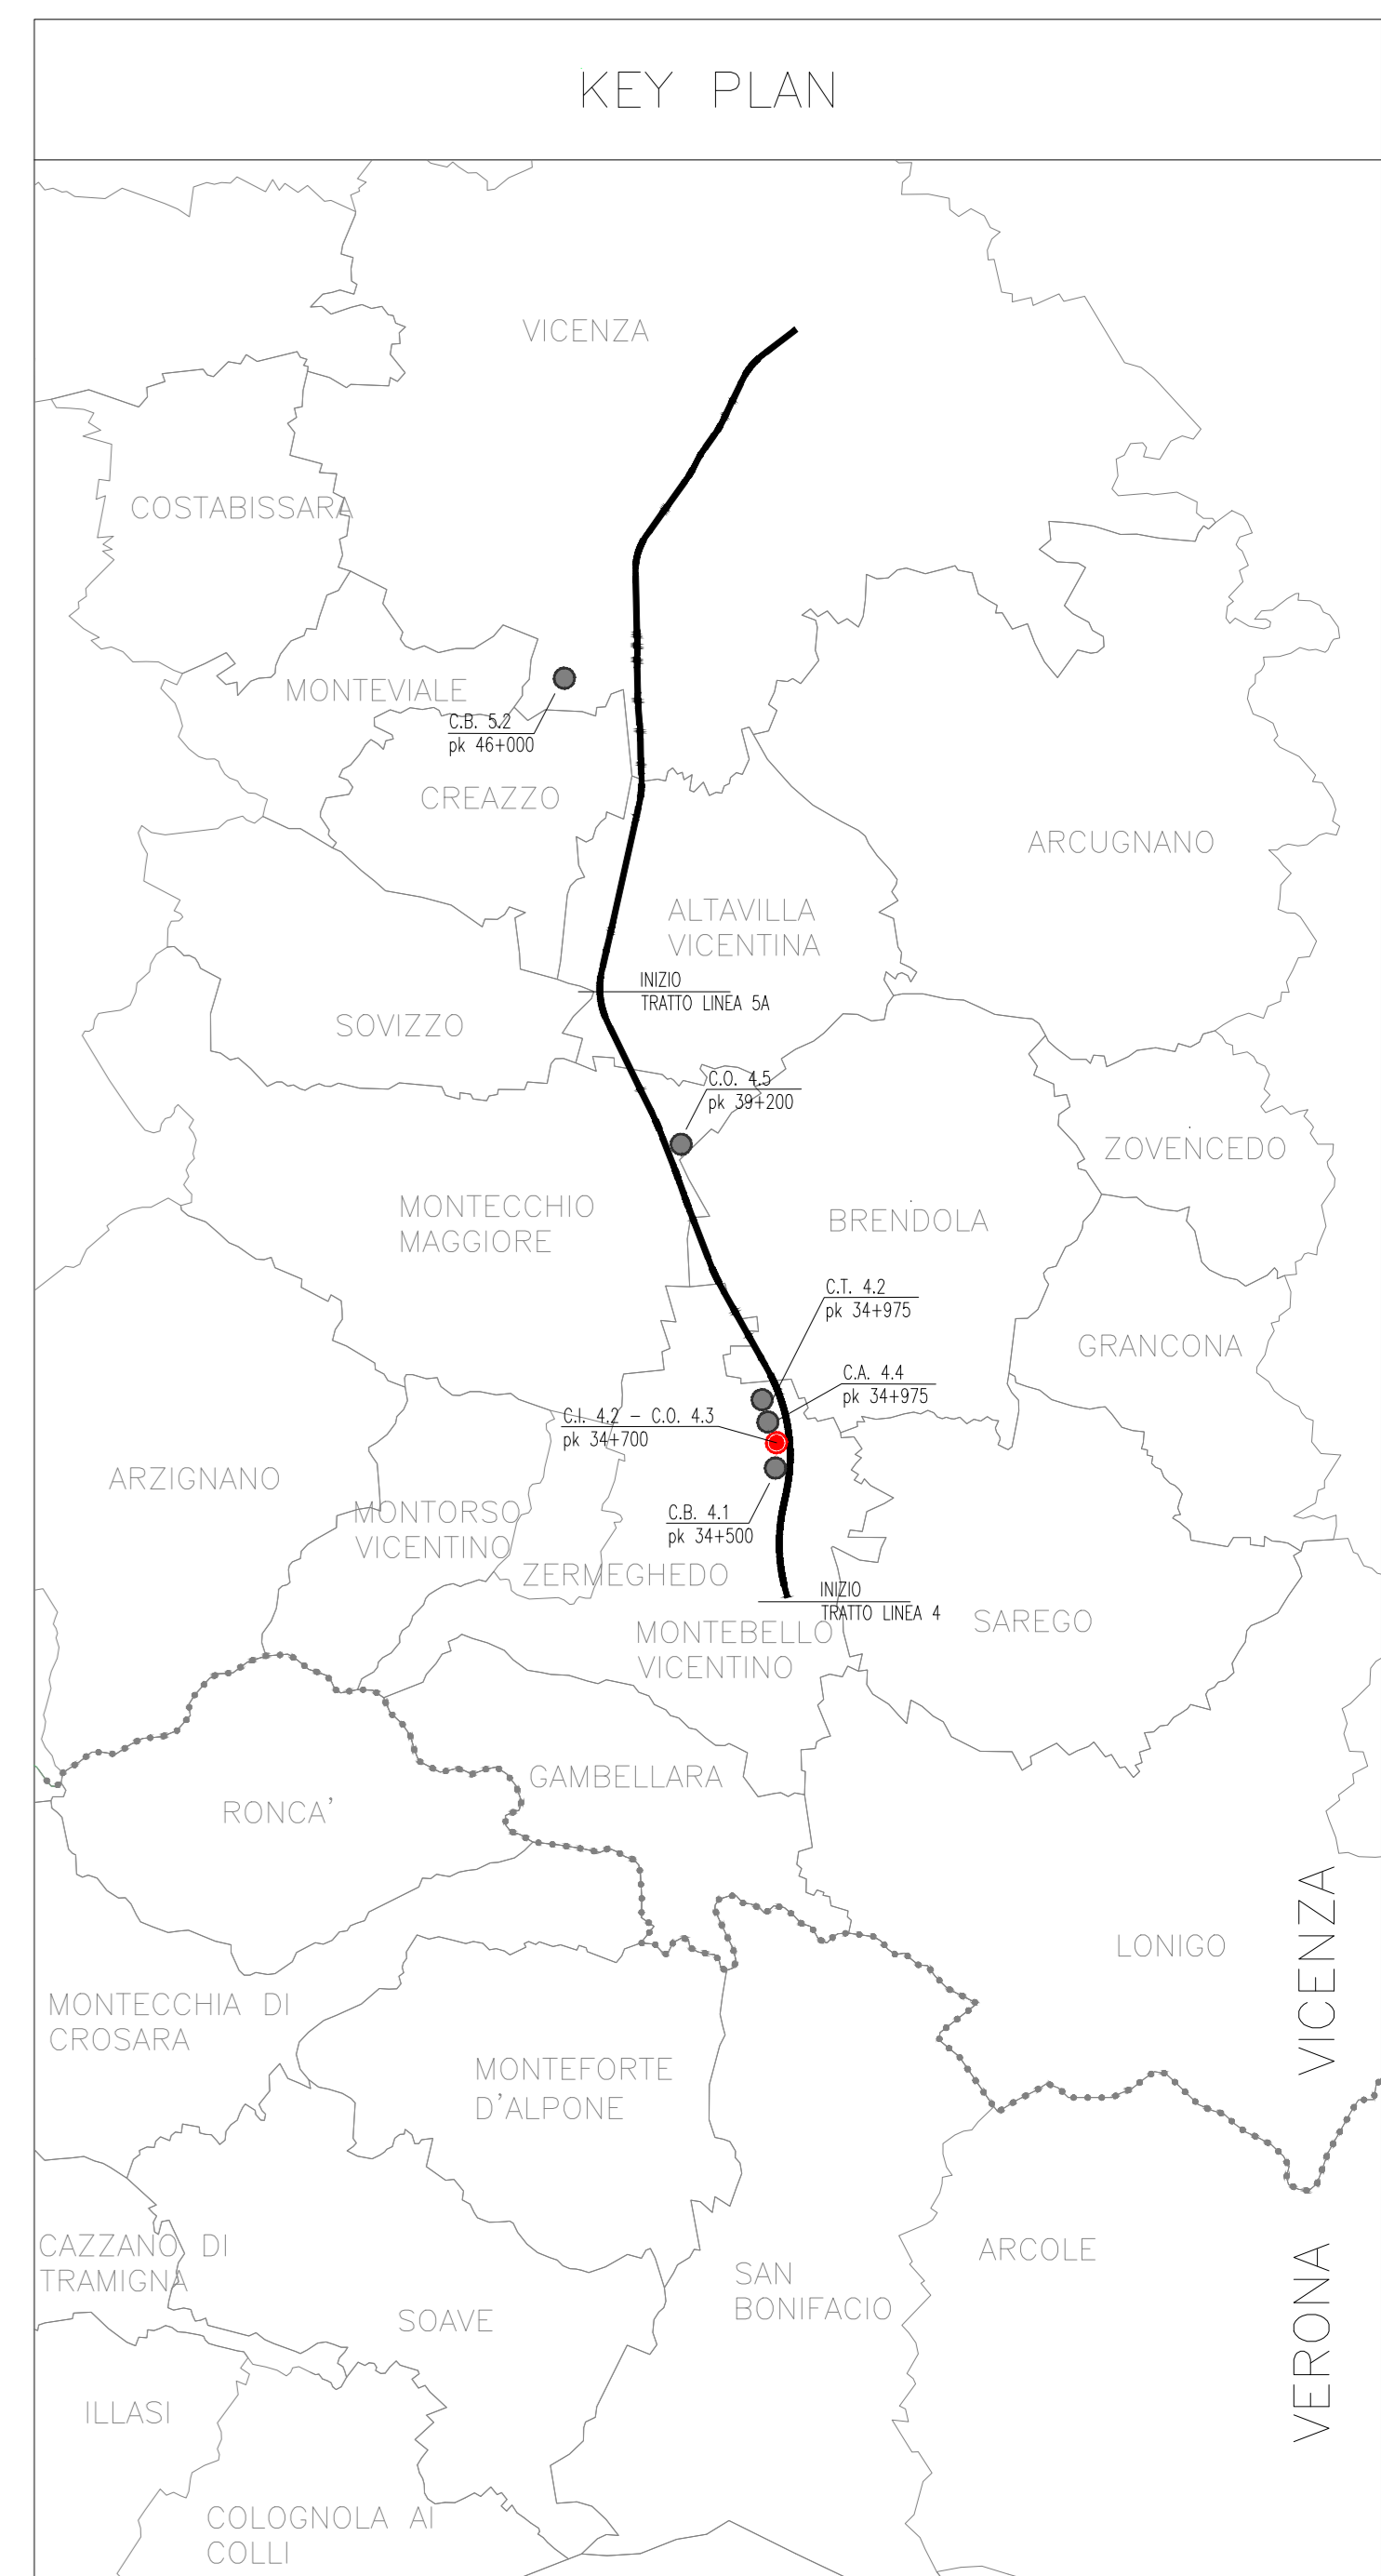 KEY PLAN
VICENZA
COSTABISSARA
MONTEVIALE
C.B. 5.2
pk 46+000
CREAZZO
ARCUGNANO
ALTAVILLA
VICENTINA
INIZIO
TRATTO LINEA 5A
SOVIZZO
C.O. 4.5
pk 39+200
ZOVENCEDO
MONTECCHIO
MAGGIORE
BRENDOLA
C.T. 4.2
pk 34+975
GRANCONA
C.A. 4.4
pk 34+975
C.I. 4.2 - C.O. 4.3
pk 34+700
ARZIGNANO
MONTORSO
VICENTINO
C.B. 4.1
pk 34+500
ZERMEGHEDO
INIZIO
TRATTO LINEA 4
SAREGO
MONTEBELLO
VICENTINO
GAMBELLARA
RONCA'
LONIGO
VICENZA
MONTECCHIA DI
CROSARA
MONTEFORTE
D'ALPONE
CAZZANO DI
TRAMIGNA
ARCOLE
SAN
BONIFACIO
VERONA
SOAVE
ILLASI
COLOGNOLA AI
COLLI